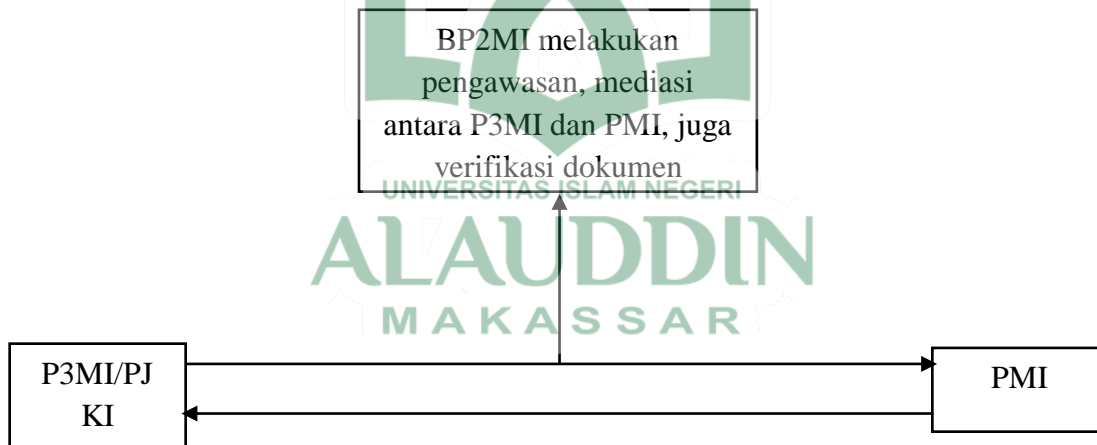 BP2MI melakukan
pengawasan, mediasi
antara P3MI dan PMI, juga
verifikasi dokumen
UNIVERSITAS ISLAM NEGERI
ALAUDDIN
MAKASSAR
P3MI/PJ
KI
PMI